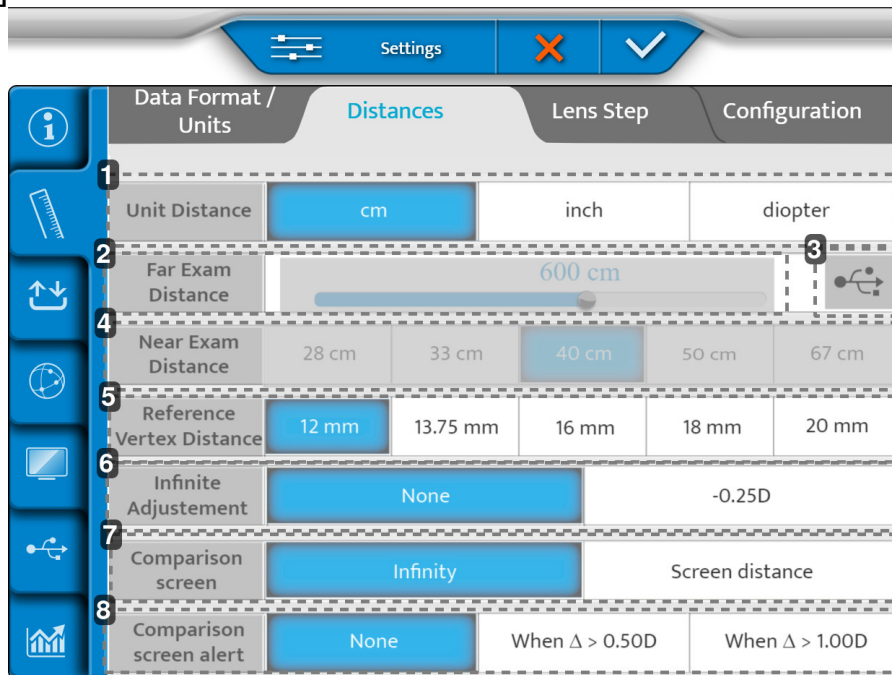 Settings
Data Format /
Units
Distances
Lens Step
Configuration
1
Unit Distance
cm
inch
diopter
2
Far Exam
Distance
600 cm
3
4
Near Exam
Distance
28 cm
33 cm
40 cm
50 cm
67 cm
5
Reference
Vertex Distance
12 mm
13.75 mm
16 mm
18 mm
20 mm
6
Infinite
Adjustement
None
-0.25D
7
Comparison
screen
Infinity
Screen distance
8
Comparison
screen alert
None
When Δ > 0.50D
When Δ > 1.00D